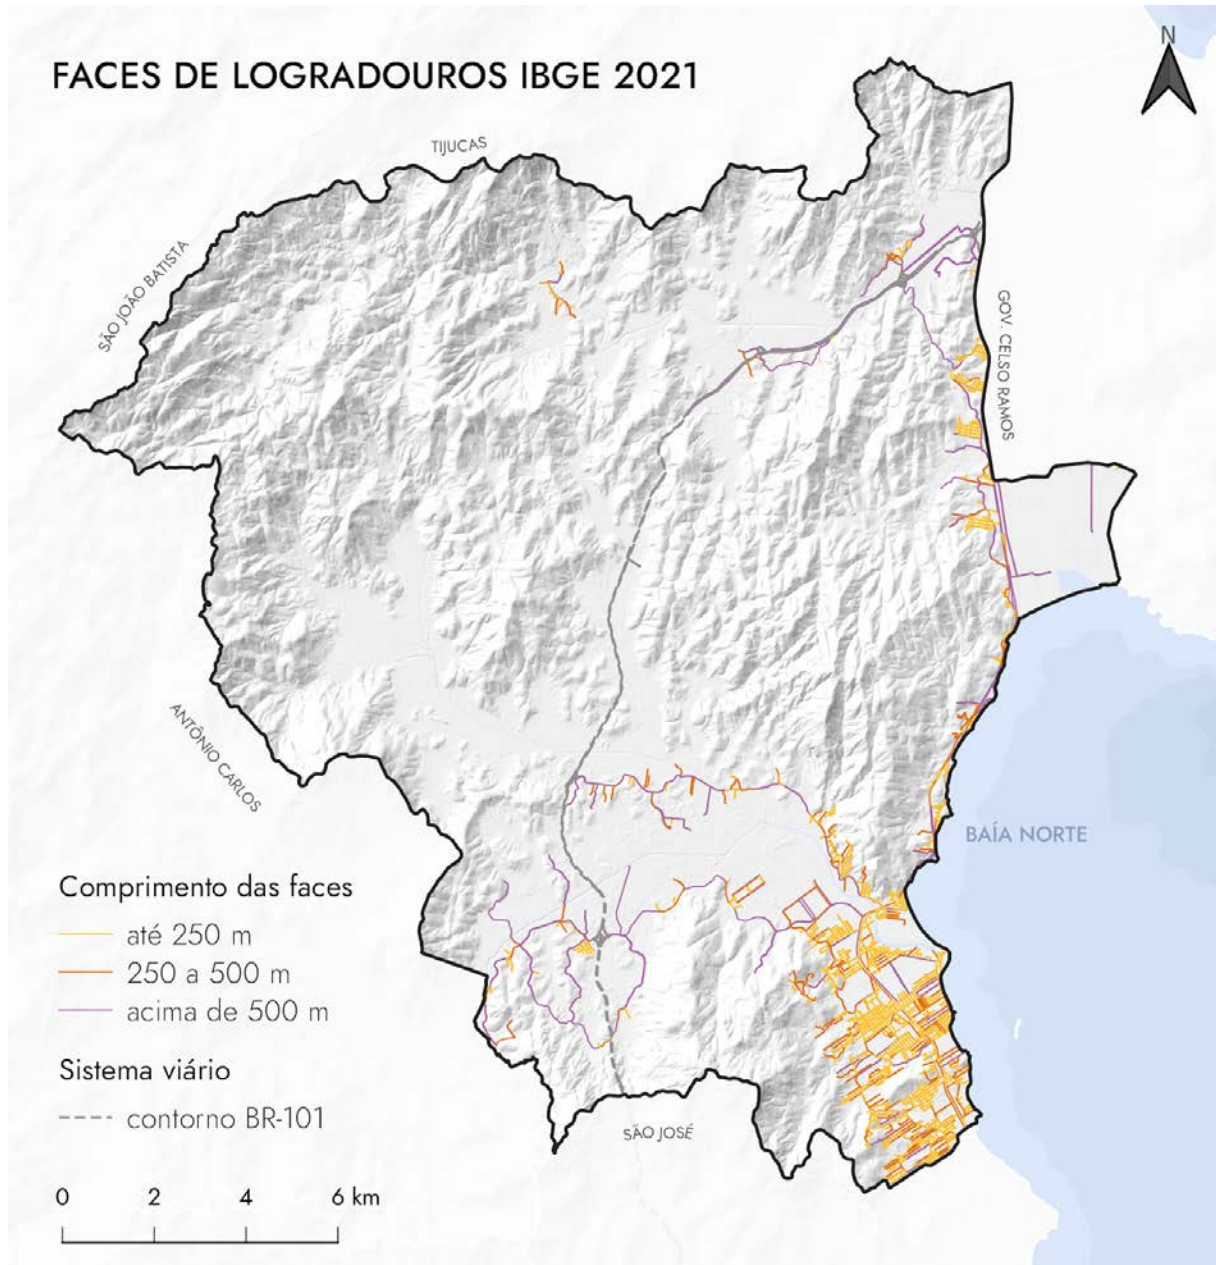 FACES DE LOGRADOUROS IBGE 2021
N
TIJUCAS
SÃO JOÃO BATISTA
GOV. CELSO RAMOS
ANTÔNIO CARLOS
BAÍA NORTE
Comprimento das faces
até 250 m
250 a 500 m
acima de 500 m
Sistema viário
contorno BR-101
SÃO JOSÉ
0 2 4 6 km